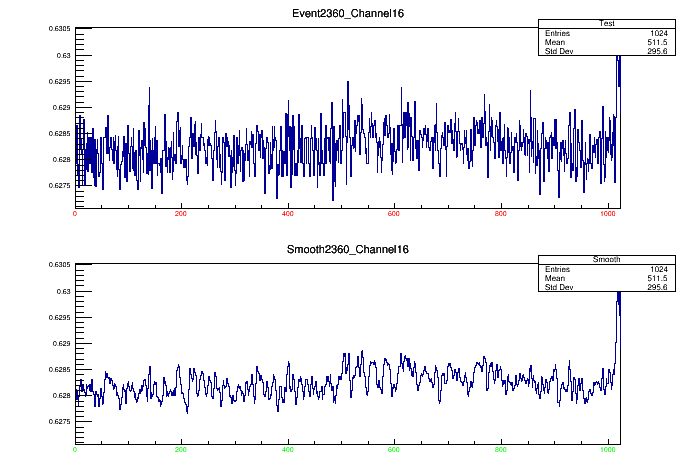 Event2360_Channel16
Test
Entries 1024
Mean 511.5
Std Dev 295.6
0.6305
0.63
0.6295
0.629
0.6285
0.628
0.6275
0 200 400 600 800 1000
Smooth2360_Channel16
Smooth
Entries 1024
Mean 511.5
Std Dev 295.6
0.6305
0.63
0.6295
0.629
0.6285
0.628
0.6275
0 200 400 600 800 1000